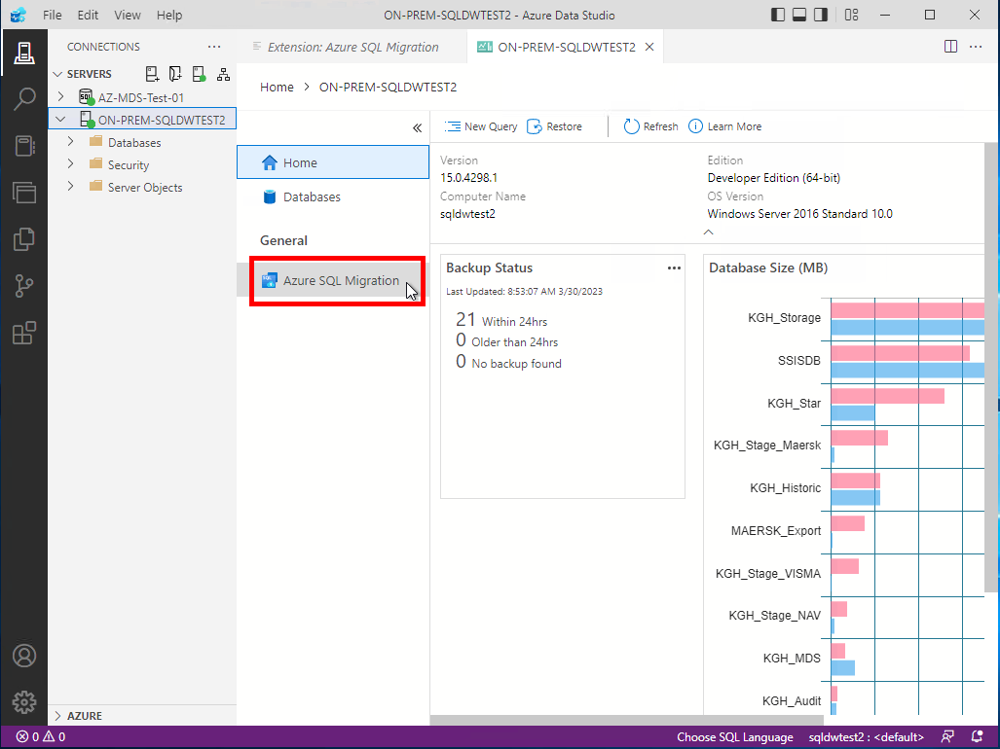 File Edit View Help ON-PREM-SQLDWTEST2 - Azure Data Studio
CONNECTIONS
Extension: Azure SQL Migration
ON-PREM-SQLDWTEST2
SERVERS
AZ-MDS-Test-01
ON-PREM-SQLDWTEST2
Databases
Security
Server Objects
AZURE
Home > ON-PREM-SQLDWTEST2
Home
Databases
General
Azure SQL Migration
New Query Restore Refresh Learn More
Version
15.0.4298.1
Computer Name
sqldwtest2
Edition
Developer Edition (64-bit)
OS Version
Windows Server 2016 Standard 10.0
Backup Status
Last Updated: 8:53:07 AM 3/30/2023
21 Within 24hrs
0 Older than 24hrs
0 No backup found
Database Size (MB)
KGH_Storage
SSISDB
KGH_Star
KGH_Stage_Maersk
KGH_Historic
MAERSK_Export
KGH_Stage_VISMA
KGH_Stage_NAV
KGH_MDS
KGH_Audit
0 0 Choose SQL Language sqldwtest2 : <default>